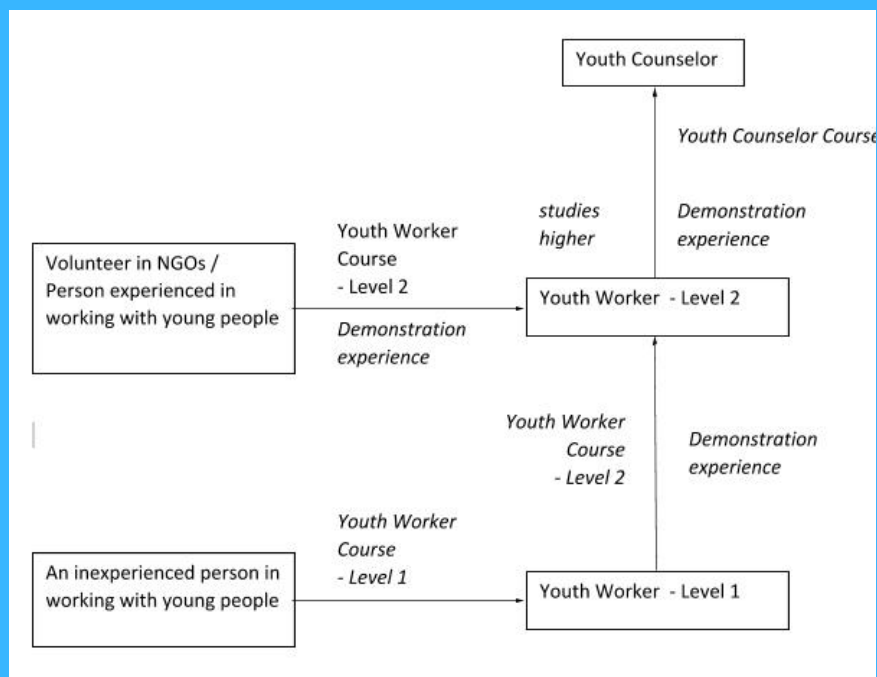 Youth Counselor
Youth Counselor Course
studies
higher
Demonstration
experience
Youth Worker
Course
- Level 2
Volunteer in NGOs /
Person experienced in
working with young people
Demonstration
experience
Youth Worker - Level 2
Youth Worker
Course
- Level 2
Demonstration
experience
Youth Worker
Course
- Level 1
An inexperienced person in
working with young people
Youth Worker - Level 1